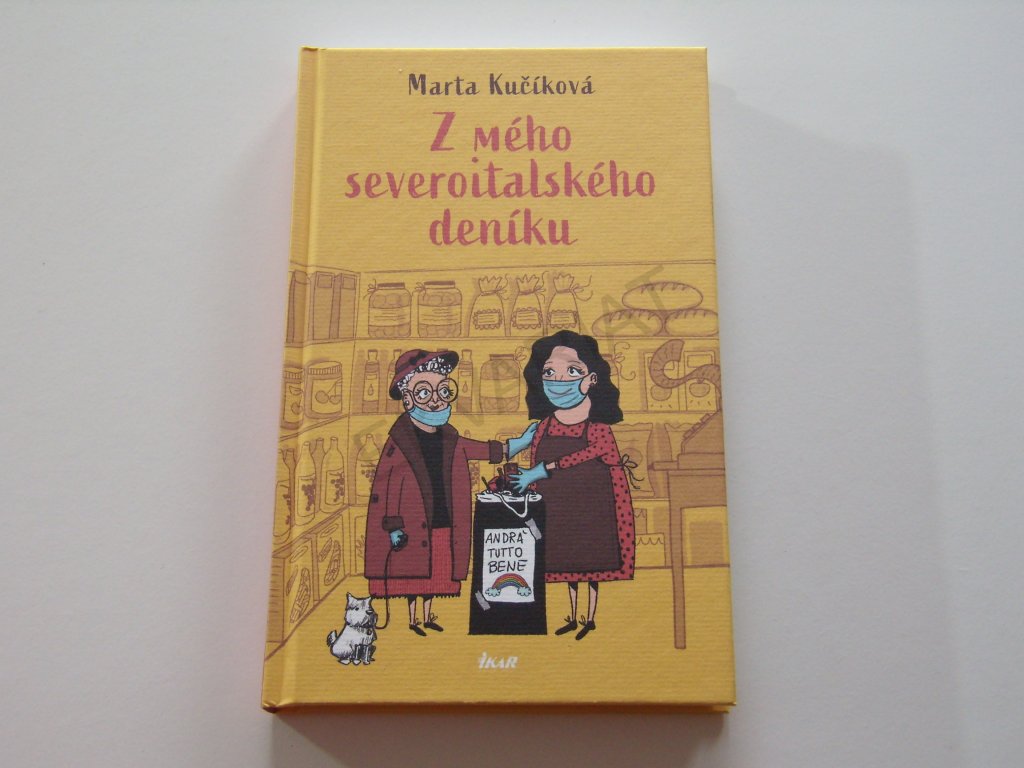 Marta Kučíková
Z mého
severoitalského
deníku
ANDRÀ
TUTTO
BENE
IKAR